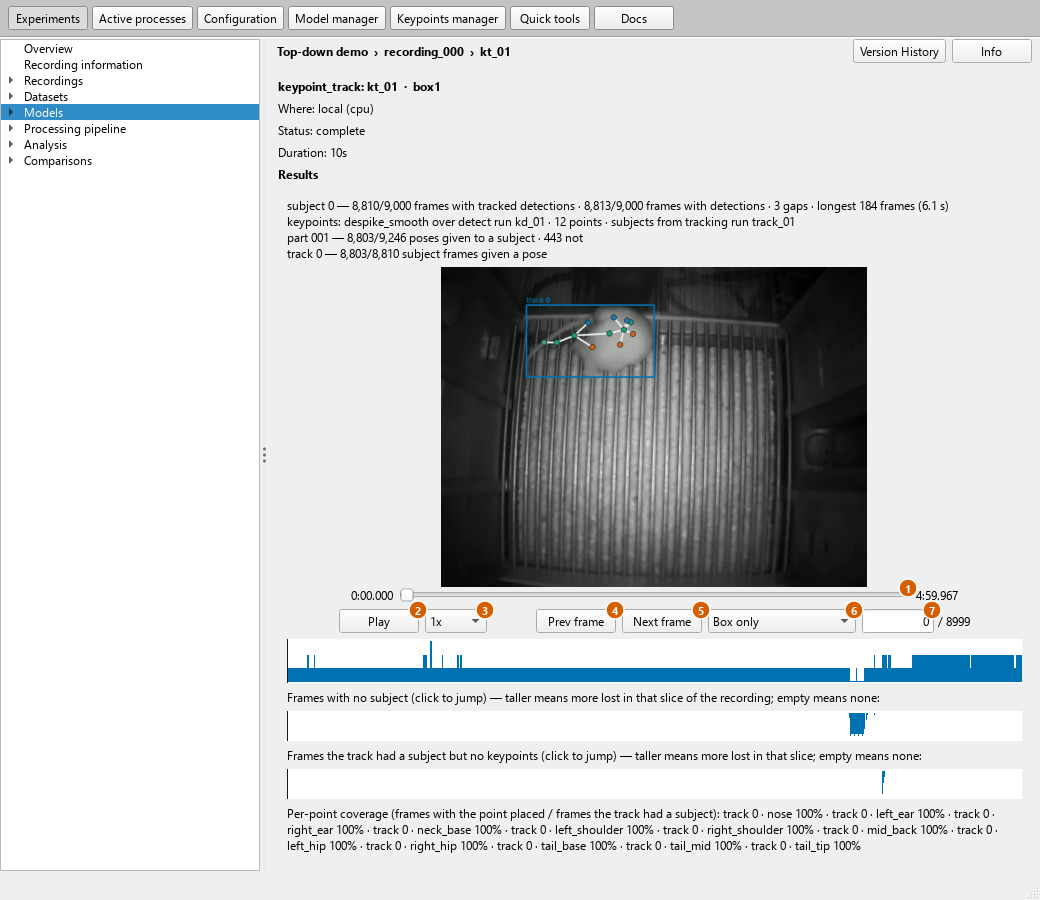 Experiments Active processes Configuration Model manager Keypoints manager Quick tools Docs
Overview
Recording information
Recordings
Datasets
Models
Processing pipeline
Analysis
Comparisons
Top-down demo › recording_000 › kt_01
Version History Info
keypoint_track: kt_01 · box1
Where: local (cpu)
Status: complete
Duration: 10s
Results
subject 0 — 8,810/9,000 frames with tracked detections · 8,813/9,000 frames with detections · 3 gaps · longest 184 frames (6.1 s)
keypoints: despike_smooth over detect run kd_01 · 12 points · subjects from tracking run track_01
part 001 — 8,803/9,246 poses given to a subject · 443 not
track 0 — 8,803/8,810 subject frames given a pose
track 0
0:00.000 1 4:59.967
Play 2 1x 3 Prev frame 4 Next frame 5 Box only 6 0 7 / 8999
Frames with no subject (click to jump) — taller means more lost in that slice of the recording; empty means none:
Frames the track had a subject but no keypoints (click to jump) — taller means more lost in that slice; empty means none:
Per-point coverage (frames with the point placed / frames the track had a subject): track 0 · nose 100% · track 0 · left_ear 100% · track 0 ·
right_ear 100% · track 0 · neck_base 100% · track 0 · left_shoulder 100% · track 0 · right_shoulder 100% · track 0 · mid_back 100% · track 0 ·
left_hip 100% · track 0 · right_hip 100% · track 0 · tail_base 100% · track 0 · tail_mid 100% · track 0 · tail_tip 100%